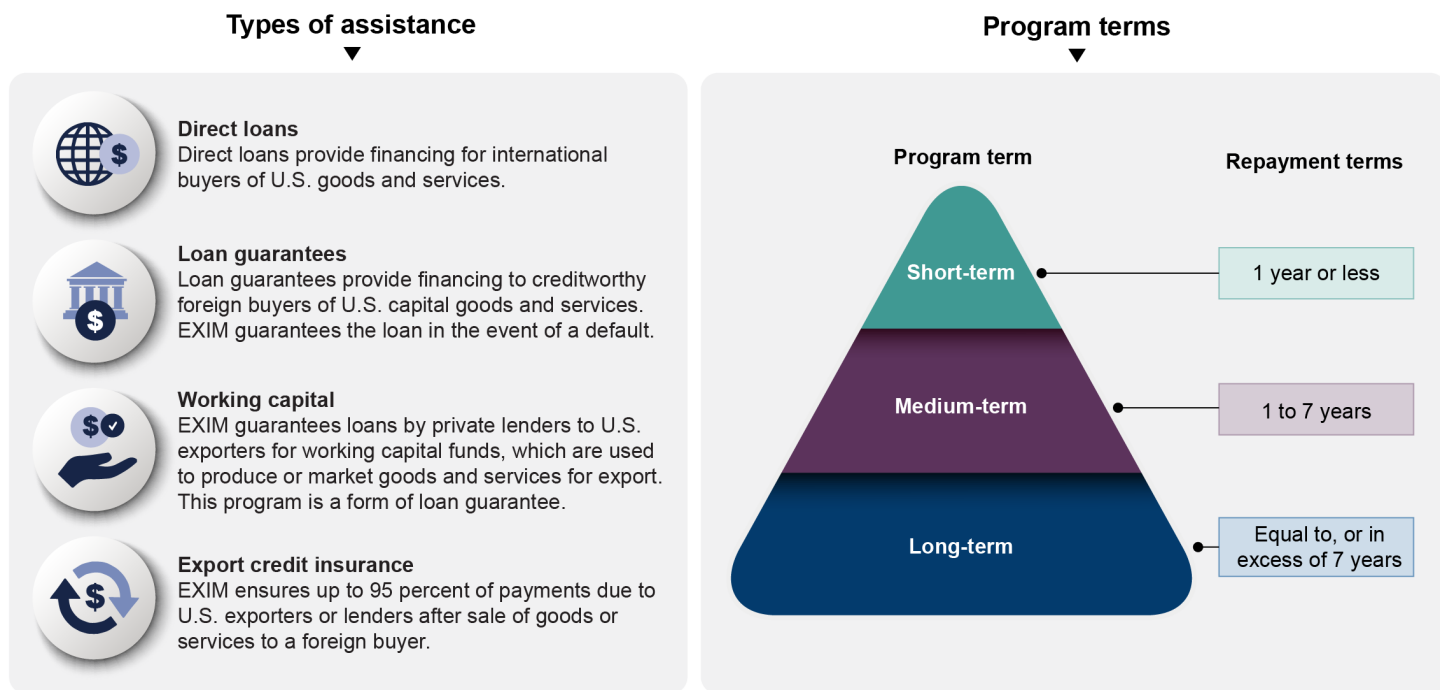 Types of assistance
Direct loans
Direct loans provide financing for international
buyers of U.S. goods and services.
$
Loan guarantees
Loan guarantees provide financing to creditworthy
foreign buyers of U.S. capital goods and services.
EXIM guarantees the loan in the event of a default.
$
Working capital
EXIM guarantees loans by private lenders to U.S.
exporters for working capital funds, which are used
to produce or market goods and services for export.
This program is a form of loan guarantee.
$
Export credit insurance
EXIM ensures up to 95 percent of payments due to
U.S. exporters or lenders after sale of goods or
services to a foreign buyer.
$
Program terms
Program term
Repayment terms
Short-term
1 year or less
Medium-term
1 to 7 years
Long-term
Equal to, or in
excess of 7 years